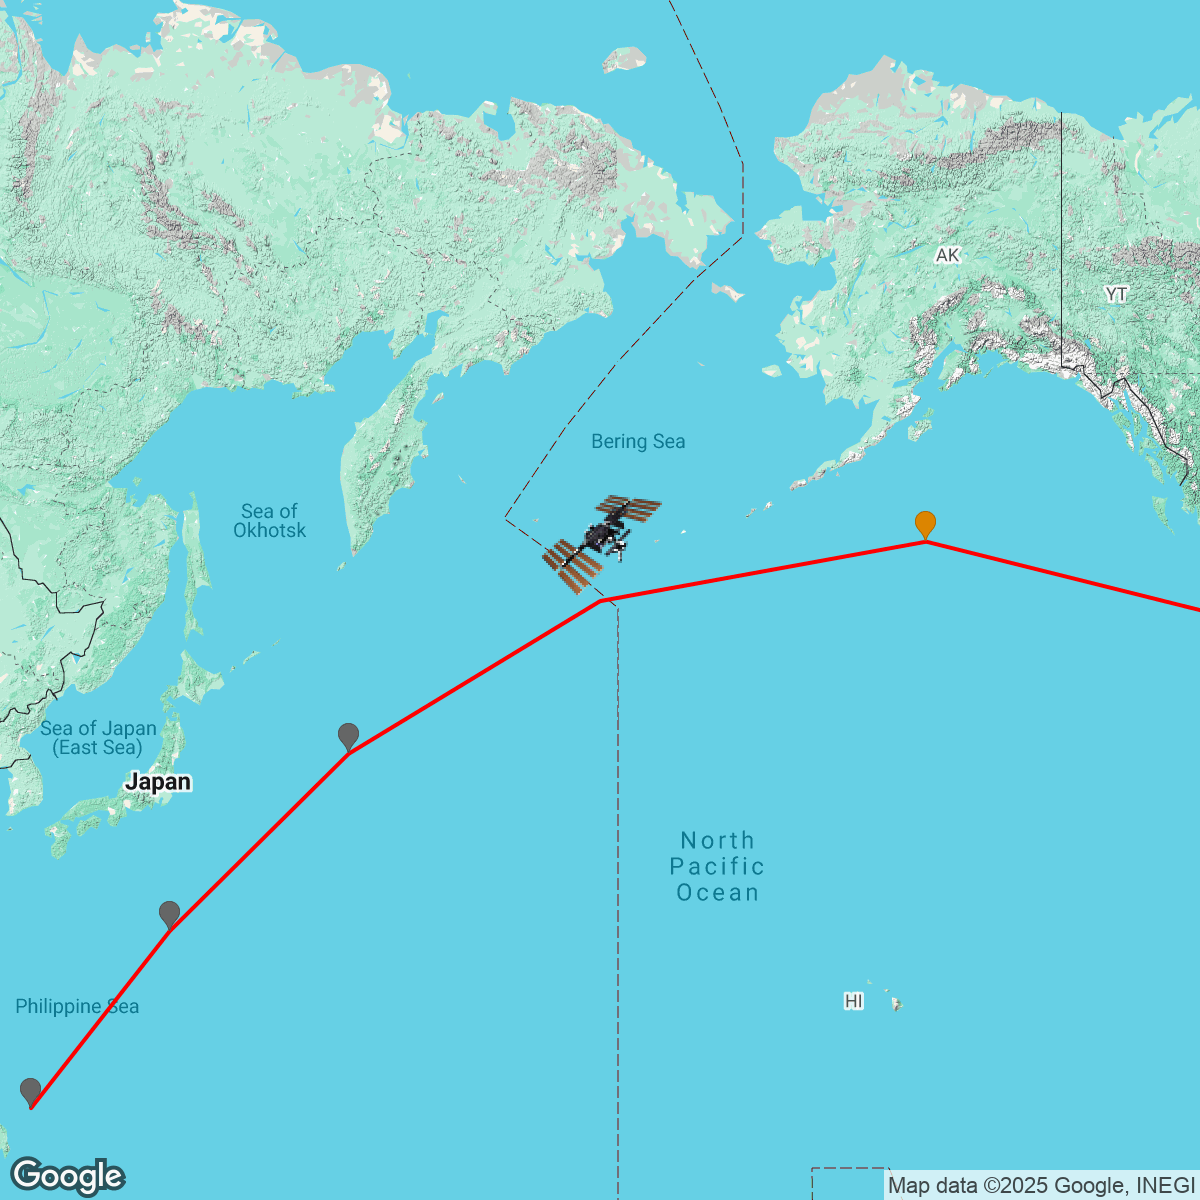 AK
YT
Bering Sea
Sea of
Okhotsk
Sea of Japan
(East Sea)
Japan
North
Pacific
Ocean
HI
Philippine Sea
Google
Map data ©2025 Google, INEGI